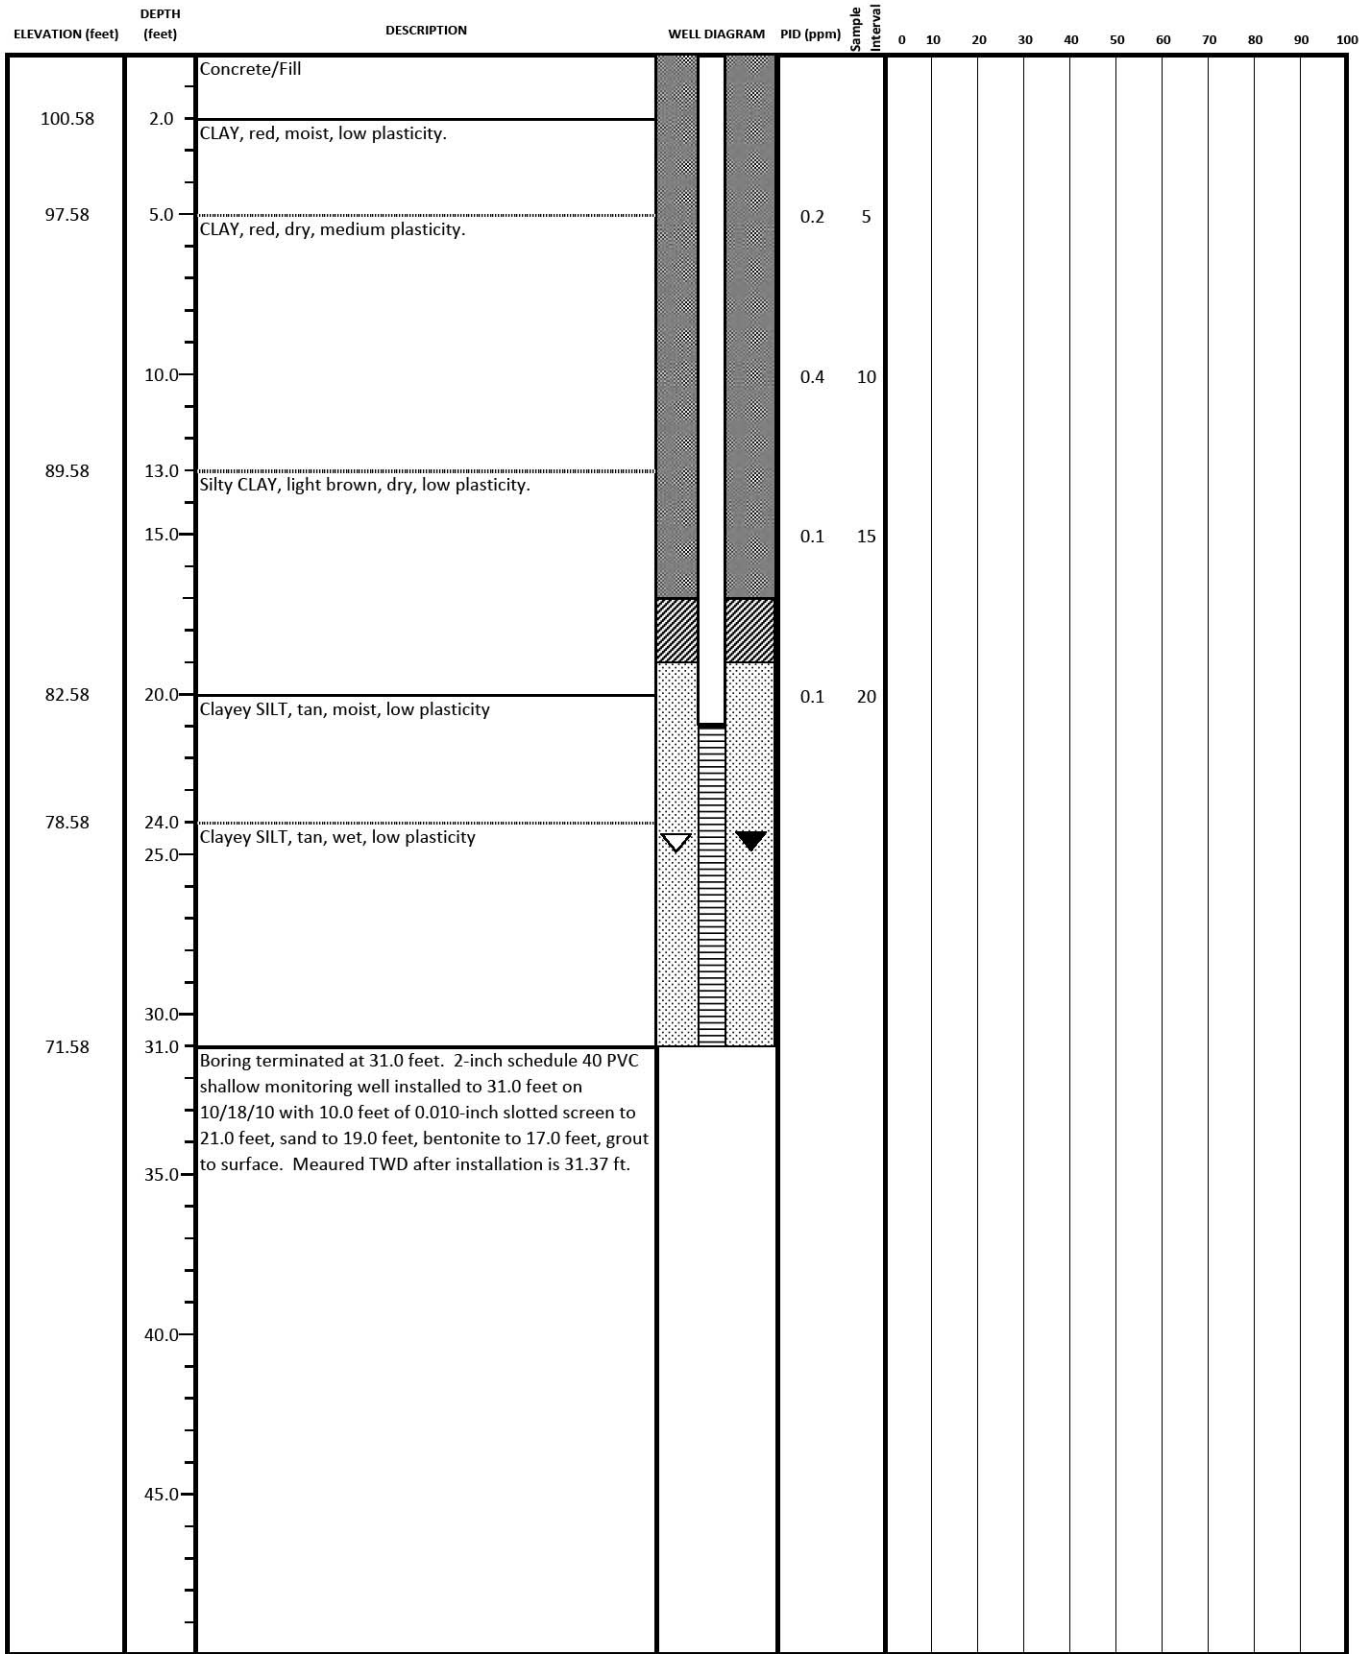 ELEVATION (feet) DEPTH (feet) DESCRIPTION WELL DIAGRAM PID (ppm) Sample Interval 0 10 20 30 40 50 60 70 80 90 100
Concrete/Fill
100.58 2.0
CLAY, red, moist, low plasticity.
97.58 5.0 0.2 5
CLAY, red, dry, medium plasticity.
10.0 0.4 10
89.58 13.0
Silty CLAY, light brown, dry, low plasticity.
15.0 0.1 15
82.58 20.0 0.1 20
Clayey SILT, tan, moist, low plasticity
78.58 24.0
Clayey SILT, tan, wet, low plasticity
25.0
30.0
71.58 31.0
Boring terminated at 31.0 feet. 2-inch schedule 40 PVC
shallow monitoring well installed to 31.0 feet on
10/18/10 with 10.0 feet of 0.010-inch slotted screen to
21.0 feet, sand to 19.0 feet, bentonite to 17.0 feet, grout
to surface. Meaured TWD after installation is 31.37 ft.
35.0
40.0
45.0